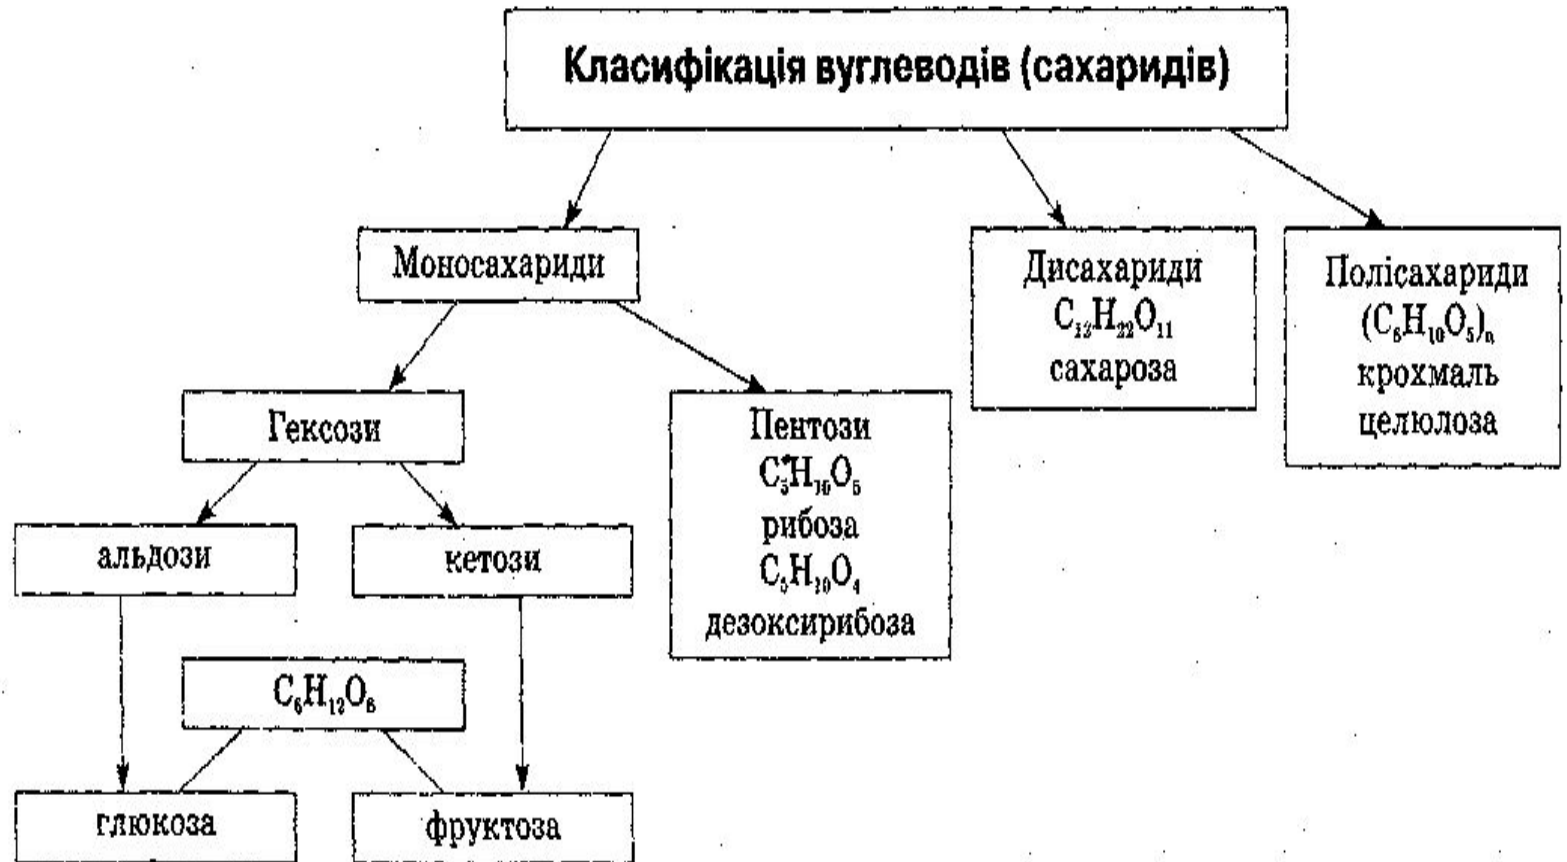 Класифікація вуглеводів (сахаридів)
Моносахариди
Дисахариди
C₁₂H₂₂O₁₁
сахароза
Полісахариди
(C₆H₁₀O₅)ₙ
крохмаль
целюлоза
Гексози
Пентози
C₅H₁₀O₅
рибоза
C₅H₁₀O₄
дезоксирибоза
альдози
кетози
C₆H₁₂O₆
глюкоза
фруктоза